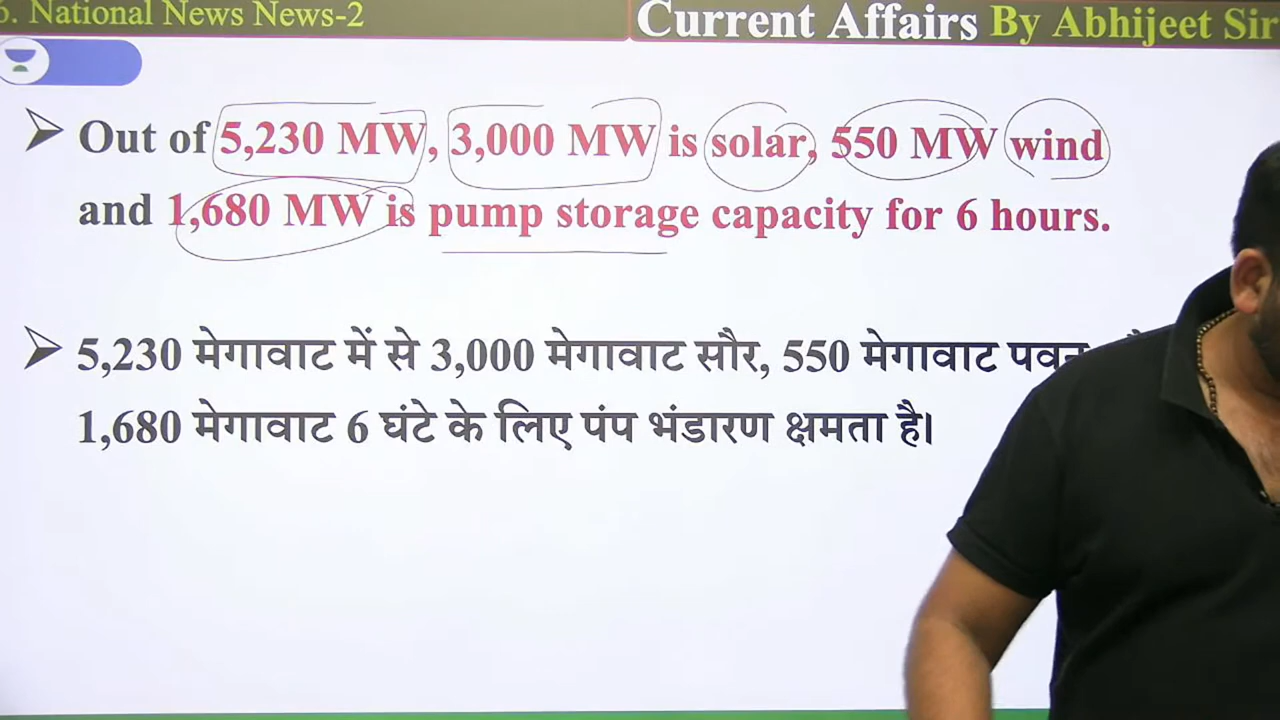 6. National News News-2
Current Affairs By Abhijeet Sir
Out of 5,230 MW, 3,000 MW is solar, 550 MW wind
and 1,680 MW is pump storage capacity for 6 hours.
5,230 मेगावाट में से 3,000 मेगावाट सौर, 550 मेगावाट पवन
1,680 मेगावाट 6 घंटे के लिए पंप भंडारण क्षमता है।